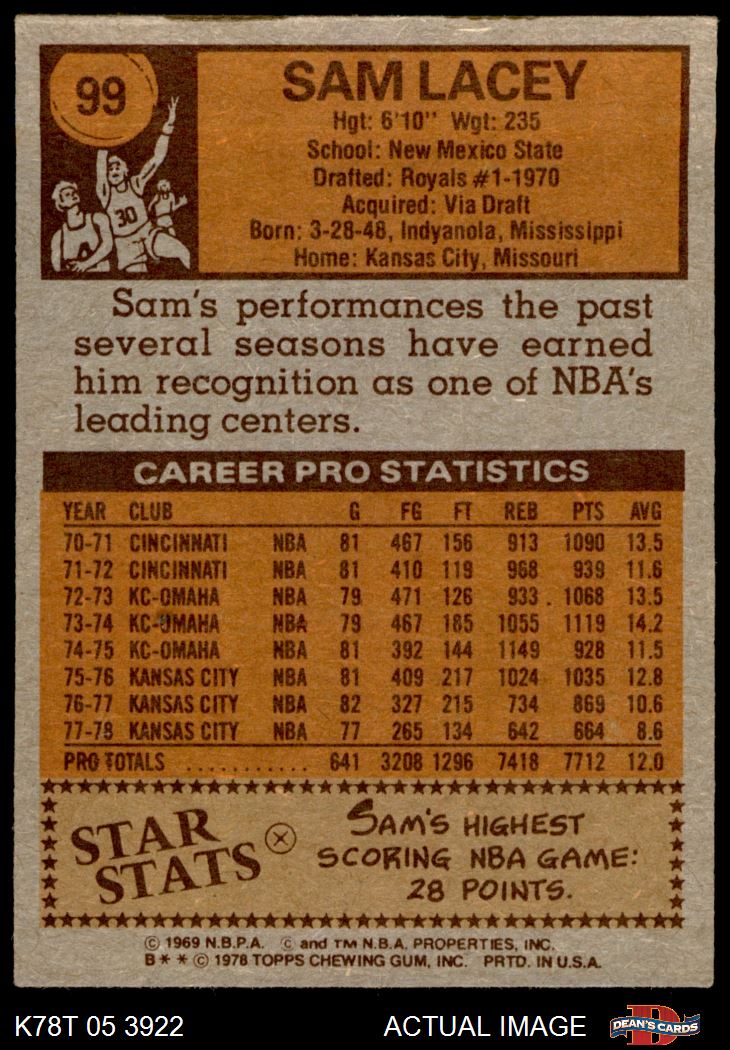 99
30
SAM LACEY
Hgt: 6'10" Wgt: 235
School: New Mexico State
Drafted: Royals #1-1970
Acquired: Via Draft
Born: 3-28-48, Indyanola, Mississippi
Home: Kansas City, Missouri
Sam's performances the past
several seasons have earned
him recognition as one of NBA's
leading centers.
CAREER PRO STATISTICS
YEAR CLUB G FG FT REB PTS AVG
70-71 CINCINNATI NBA 81 467 156 913 1090 13.5
71-72 CINCINNATI NBA 81 410 119 968 939 11.6
72-73 KC-OMAHA NBA 79 471 126 933 1068 13.5
73-74 KC-OMAHA NBA 79 467 185 1055 1119 14.2
74-75 KC-OMAHA NBA 81 392 144 1149 928 11.5
75-76 KANSAS CITY NBA 81 409 217 1024 1035 12.8
76-77 KANSAS CITY NBA 82 327 215 734 869 10.6
77-78 KANSAS CITY NBA 77 265 134 642 664 8.6
PRO TOTALS ........... 641 3208 1296 7418 7712 12.0
STAR STATS
SAM'S HIGHEST
SCORING NBA GAME:
28 POINTS.
© 1969 N.B.P.A. © and TM N.B.A. PROPERTIES, INC.
B* * © 1978 TOPPS CHEWING GUM, INC. PRTD. IN U.S.A.
K78T 05 3922 ACTUAL IMAGE DEAN'S CARDS